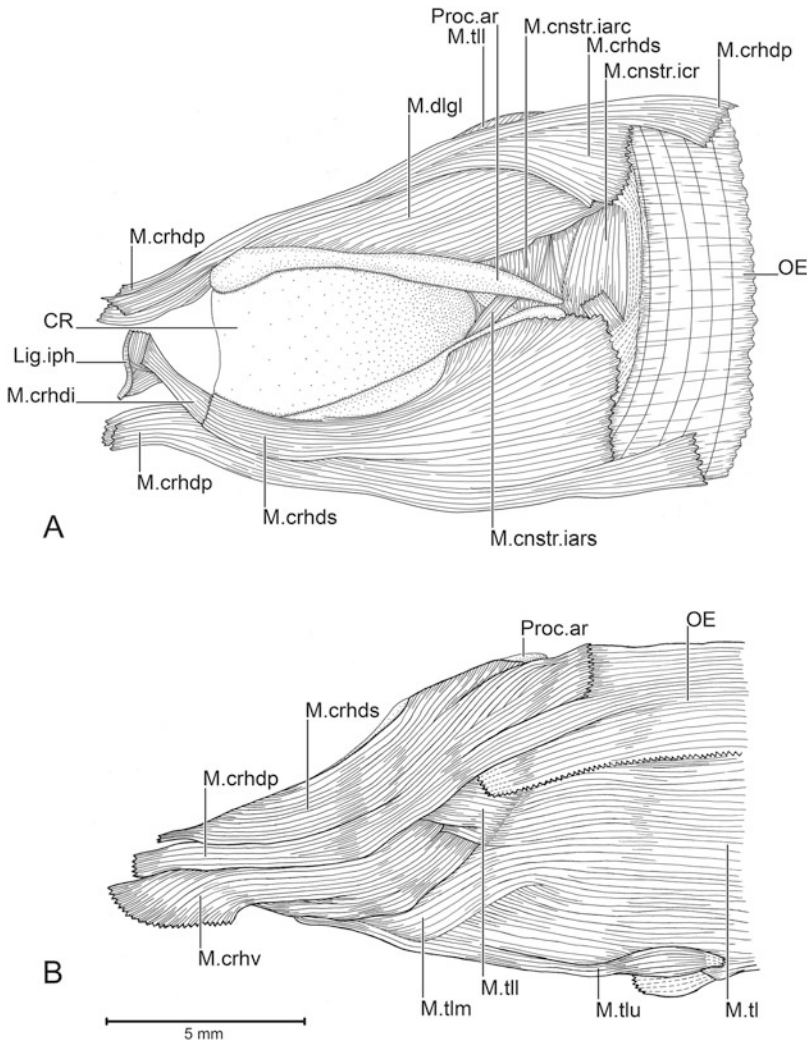 Proc.ar
M.tll
M.cnstr.iarc
M.crhds
M.cnstr.icr
M.crhdp
M.dlgl
M.crhdp
OE
CR
Lig.iph
M.crhdi
M.crhdp
M.crhds
M.cnstr.iars
A
Proc.ar
OE
M.crhds
M.crhdp
M.crhv
M.tlm
M.tll
M.tlu
M.tl
B
5 mm